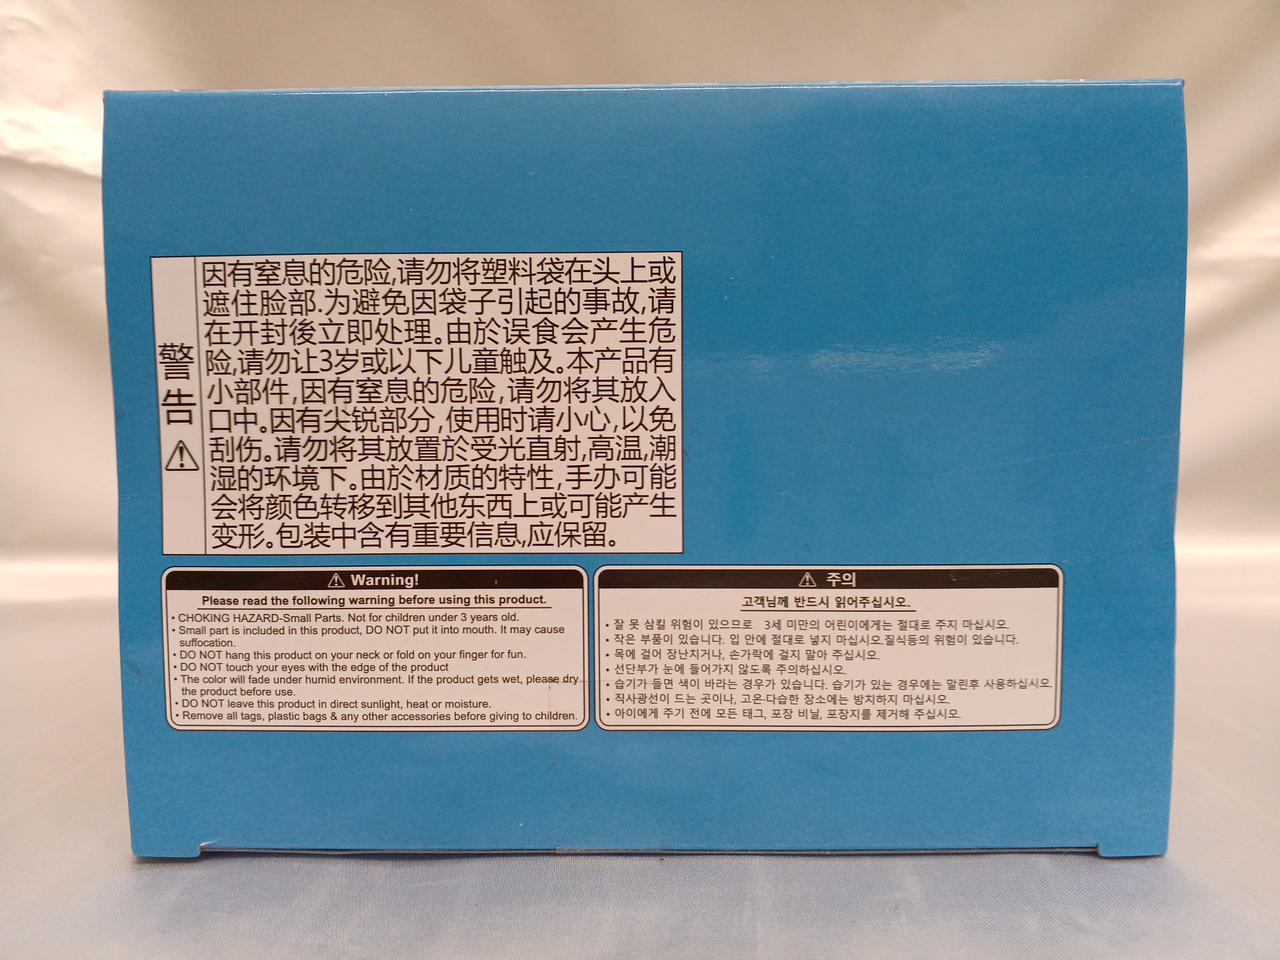 警
告
因有窒息的危险,请勿将塑料袋在头上或
遮住脸部.为避免因袋子引起的事故,请
在开封後立即处理。由於误食会产生危
险,请勿让3岁或以下儿童触及。本产品有
小部件,因有窒息的危险,请勿将其放入
口中。因有尖锐部分,使用时请小心,以免
刮伤。请勿将其放置於受光直射,高温,潮
湿的环境下。由於材质的特性,手办可能
会将颜色转移到其他东西上或可能产生
变形。包装中含有重要信息,应保留。
Warning!
Please read the following warning before using this product.
• CHOKING HAZARD-Small Parts. Not for children under 3 years old.
• Small part is included in this product, DO NOT put it into mouth. It may cause
suffocation.
• DO NOT hang this product on your neck or fold on your finger for fun.
• DO NOT touch your eyes with the edge of the product
• The color will fade under humid environment. If the product gets wet, please dry
the product before use.
• DO NOT leave this product in direct sunlight, heat or moisture.
• Remove all tags, plastic bags & any other accessories before giving to children.
주의
고객님께 반드시 읽어주십시오.
• 잘 못 삼킬 위험이 있으므로 3세 미만의 어린이에게는 절대로 주지 마십시오.
• 작은 부품이 있습니다. 입 안에 절대로 넣지 마십시오.질식등의 위험이 있습니다.
• 목에 걸어 장난치거나, 손가락에 걸지 말아 주십시오.
• 선단부가 눈에 들어가지 않도록 주의하십시오.
• 습기가 들면 색이 바라는 경우가 있습니다. 습기가 있는 경우에는 말린후 사용하십시오.
• 직사광선이 드는 곳이나, 고온·다습한 장소에는 방치하지 마십시오.
• 아이에게 주기 전에 모든 태그, 포장 비닐, 포장지를 제거해 주십시오.